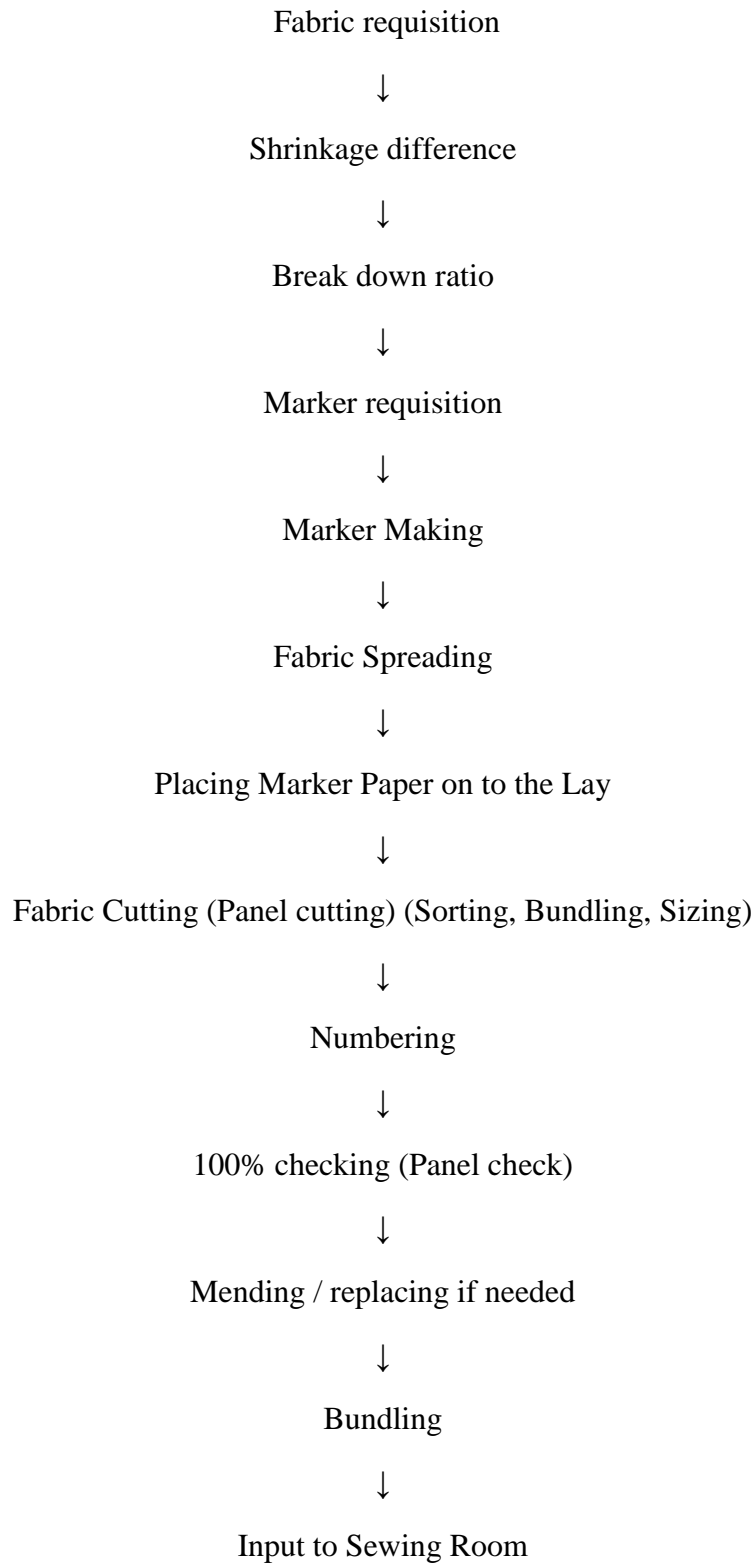 Fabric requisition
↓
Shrinkage difference
↓
Break down ratio
↓
Marker requisition
↓
Marker Making
↓
Fabric Spreading
↓
Placing Marker Paper on to the Lay
↓
Fabric Cutting (Panel cutting) (Sorting, Bundling, Sizing)
↓
Numbering
↓
100% checking (Panel check)
↓
Mending / replacing if needed
↓
Bundling
↓
Input to Sewing Room